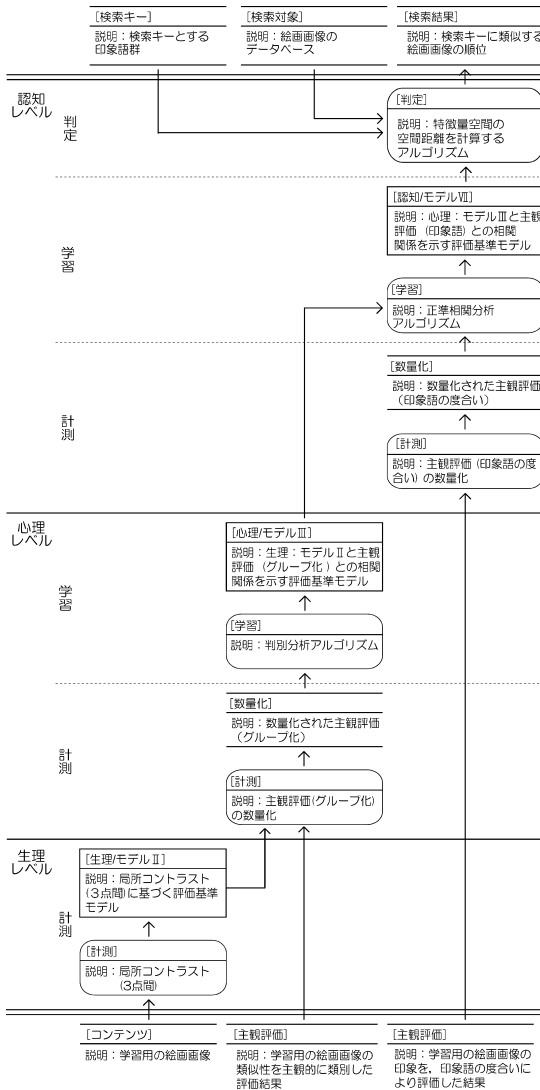 [検索キー]
説明：検索キーとする
印象語群
[検索対象]
説明：絵画画像の
データベース
[検索結果]
説明：検索キーに類似する
絵画画像の順位
認知
レベル
判定
[判定]
説明：特徴量空間の
空間距離を計算する
アルゴリズム
学習
[認知/モデルⅦ]
説明：心理：モデルⅢと主観
評価（印象語）との相関
関係を示す評価基準モデル
[学習]
説明：正準相関分析
アルゴリズム
計測
[数量化]
説明：数量化された主観評価
（印象語の度合い）
[計測]
説明：主観評価（印象語の度
合い）の数量化
心理
レベル
学習
[心理/モデルⅢ]
説明：生理：モデルⅡと主観
評価（グループ化）との相関
関係を示す評価基準モデル
[学習]
説明：判別分析アルゴリズム
計測
[数量化]
説明：数量化された主観評価
（グループ化）
[計測]
説明：主観評価(グループ化)
の数量化
生理
レベル
計測
[生理/モデルⅡ]
説明：局所コントラスト
(3点間)に基づく評価基準
モデル
[計測]
説明：局所コントラスト
(3点間)
[コンテンツ]
説明：学習用の絵画画像
[主観評価]
説明：学習用の絵画画像の
類似性を主観的に類別した
評価結果
[主観評価]
説明：学習用の絵画画像の
印象を，印象語の度合いに
より評価した結果